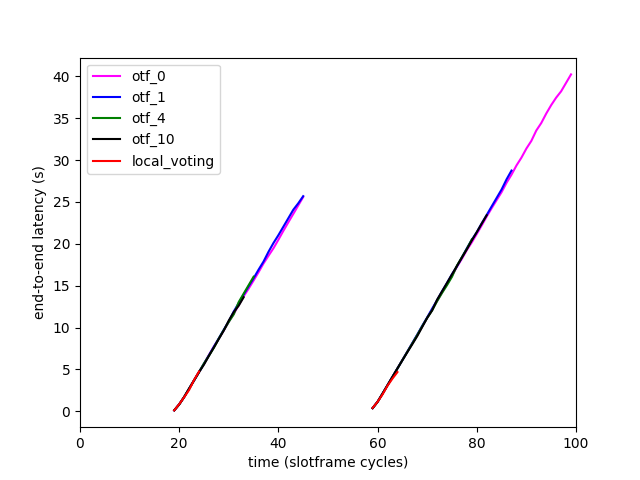 otf_0
otf_1
otf_4
otf_10
local_voting
end-to-end latency (s)
40
35
30
25
20
15
10
5
0
0 20 40 60 80 100
time (slotframe cycles)